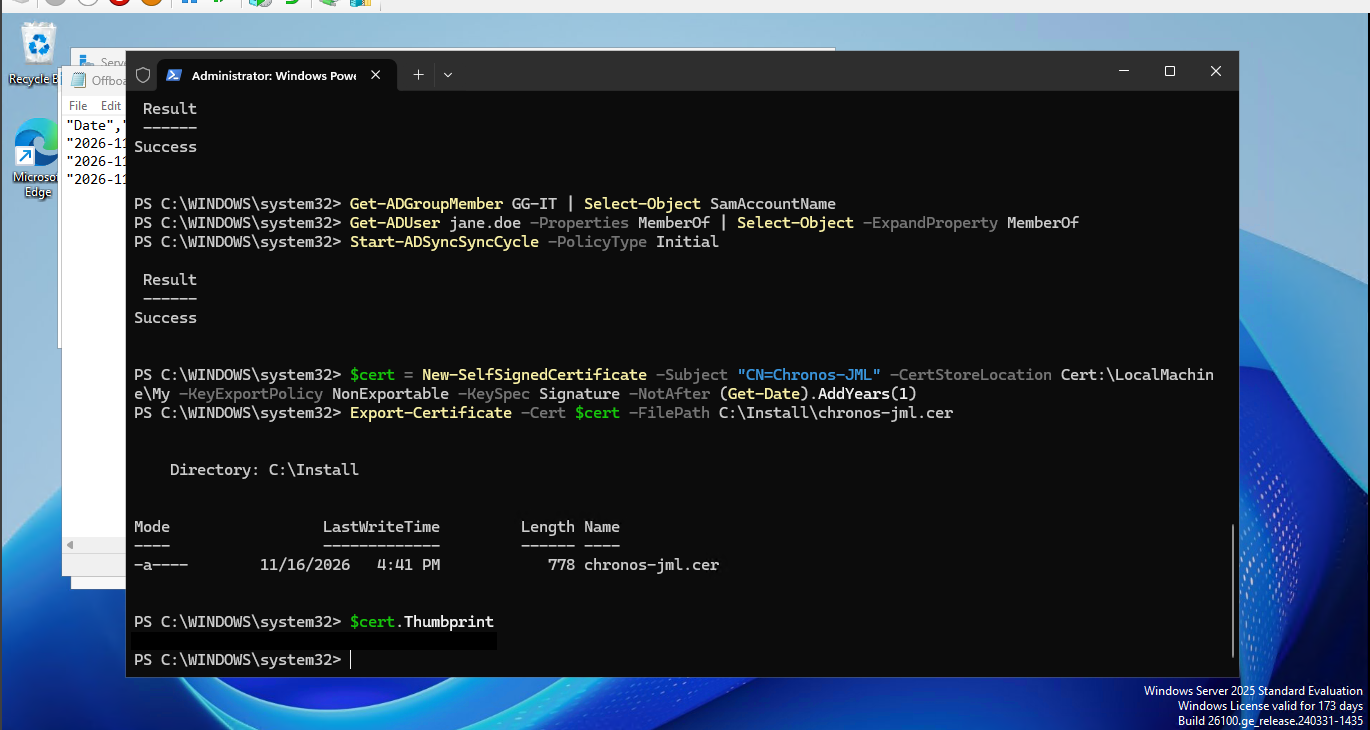 Recycle
Microso
Edge
Serve
Offboa
File Edit
"Date","
"2026-11
"2026-11
"2026-11
Administrator: Windows Powe
Result
------
Success
PS C:\WINDOWS\system32> Get-ADGroupMember GG-IT | Select-Object SamAccountName
PS C:\WINDOWS\system32> Get-ADUser jane.doe -Properties MemberOf | Select-Object -ExpandProperty MemberOf
PS C:\WINDOWS\system32> Start-ADSyncSyncCycle -PolicyType Initial
Result
------
Success
PS C:\WINDOWS\system32> $cert = New-SelfSignedCertificate -Subject "CN=Chronos-JML" -CertStoreLocation Cert:\LocalMachin
e\My -KeyExportPolicy NonExportable -KeySpec Signature -NotAfter (Get-Date).AddYears(1)
PS C:\WINDOWS\system32> Export-Certificate -Cert $cert -FilePath C:\Install\chronos-jml.cer
Directory: C:\Install
Mode LastWriteTime Length Name
---- ------------- ------ ----
-a---- 11/16/2026 4:41 PM 778 chronos-jml.cer
PS C:\WINDOWS\system32> $cert.Thumbprint
PS C:\WINDOWS\system32>
Windows Server 2025 Standard Evaluation
Windows License valid for 173 days
Build 26100.ge_release.240331-1435